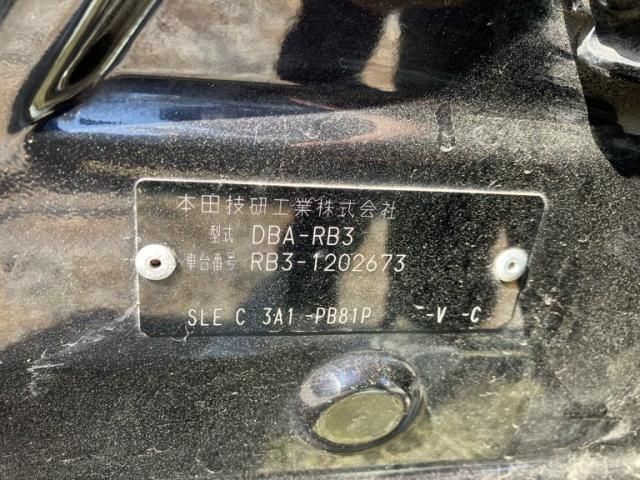 本田技研工業株式会社
型式 DBA-RB3
車台番号 RB3-1202673
SLE C 3A1 -PB81P -V -C